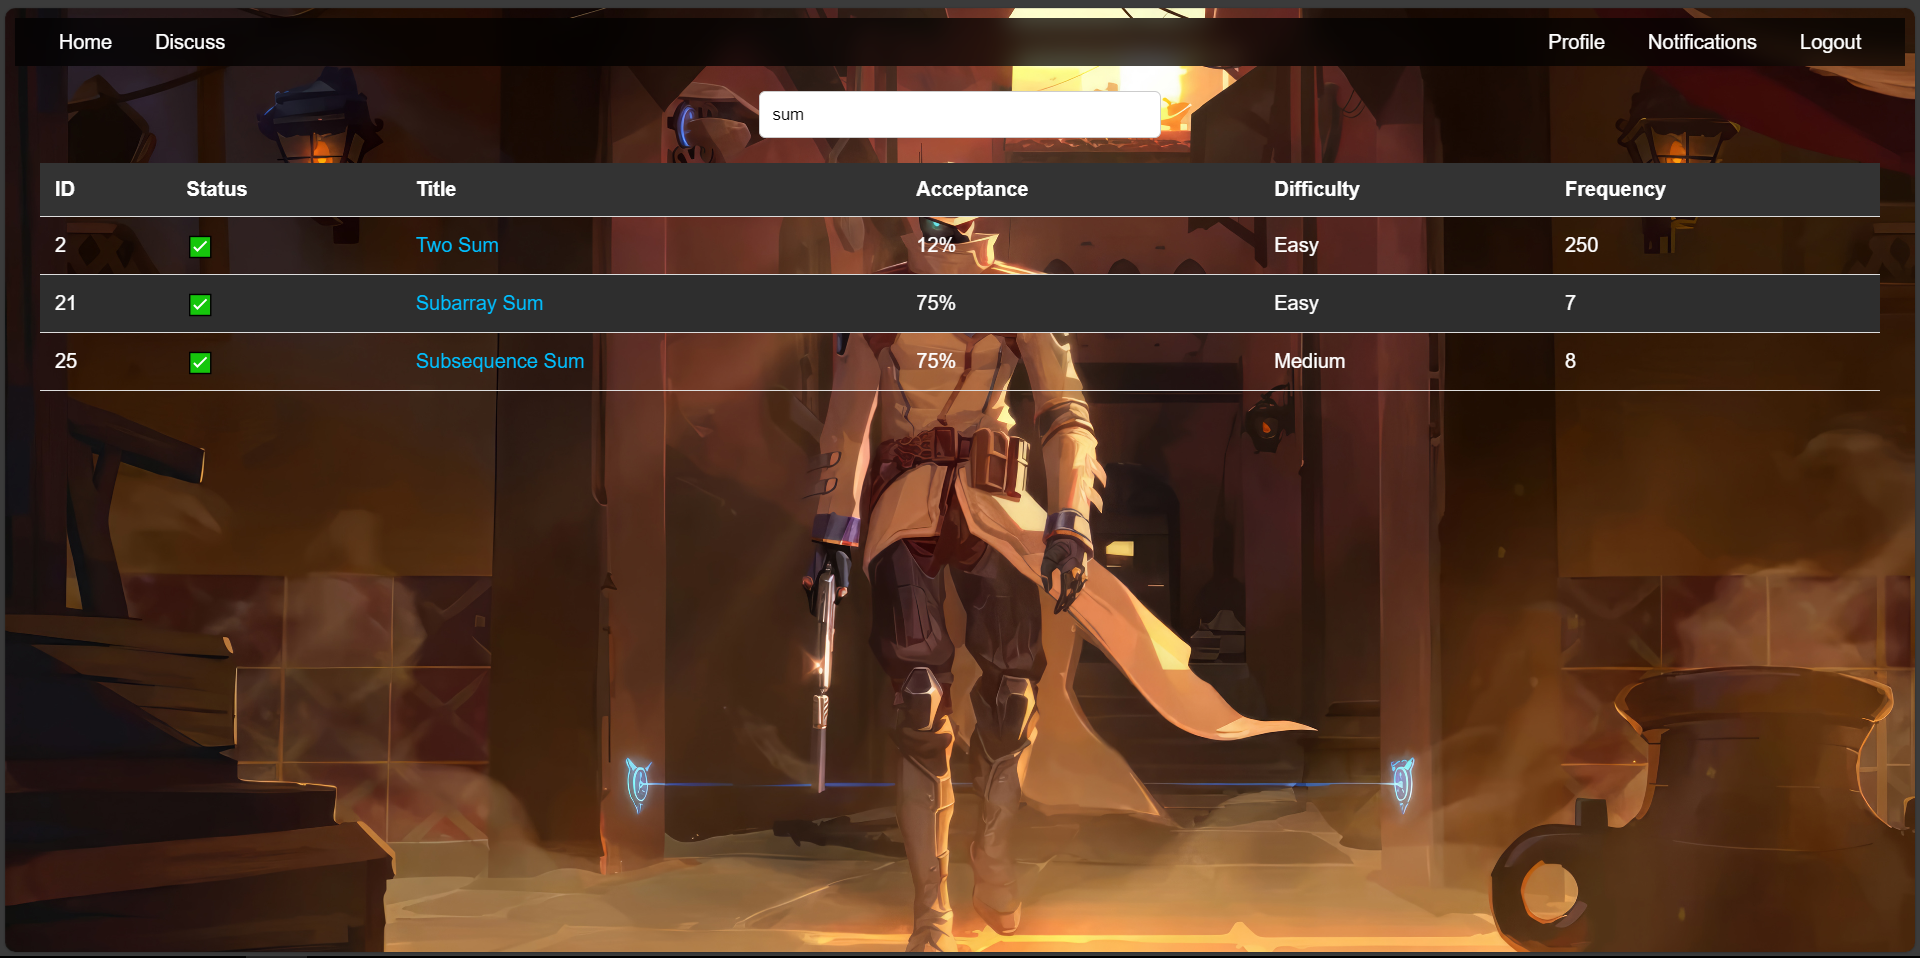 Home Discuss Profile Notifications Logout
sum
ID Status Title Acceptance Difficulty Frequency
2 Two Sum 12% Easy 250
21 Subarray Sum 75% Easy 7
25 Subsequence Sum 75% Medium 8